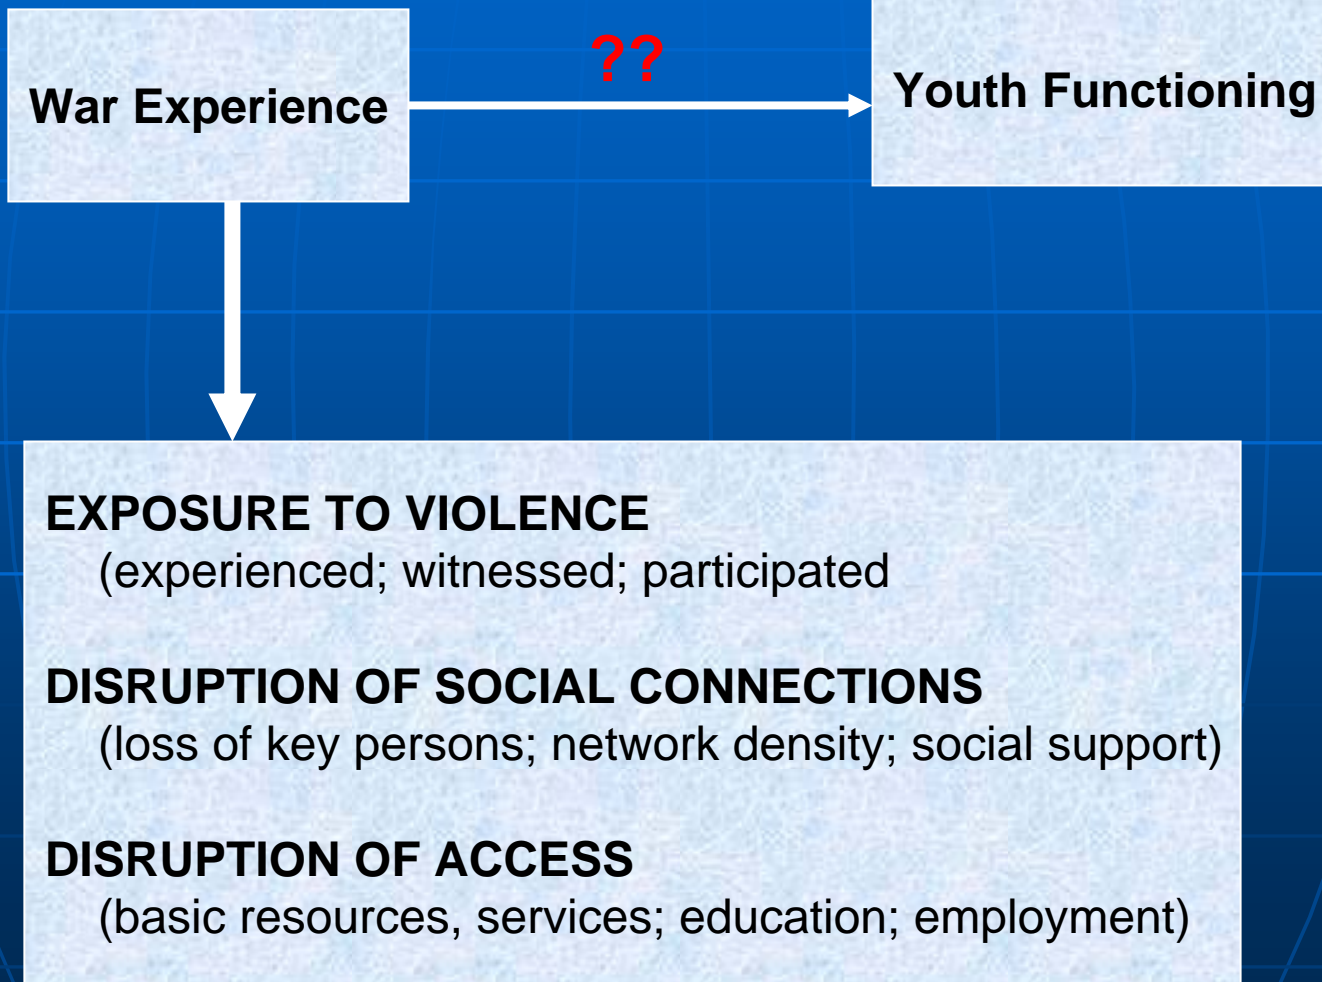 War Experience
??
Youth Functioning
EXPOSURE TO VIOLENCE
(experienced; witnessed; participated
DISRUPTION OF SOCIAL CONNECTIONS
(loss of key persons; network density; social support)
DISRUPTION OF ACCESS
(basic resources, services; education; employment)